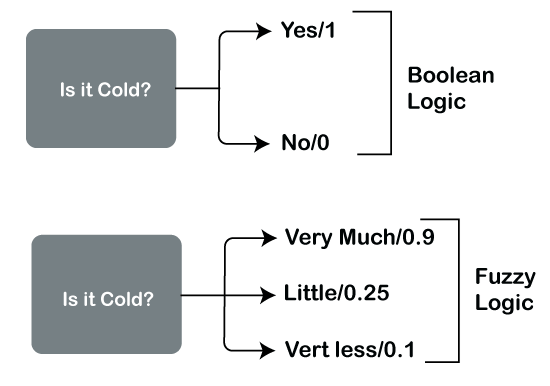 Is it Cold?
Yes/1
No/0
Boolean
Logic
Is it Cold?
Very Much/0.9
Little/0.25
Vert less/0.1
Fuzzy
Logic